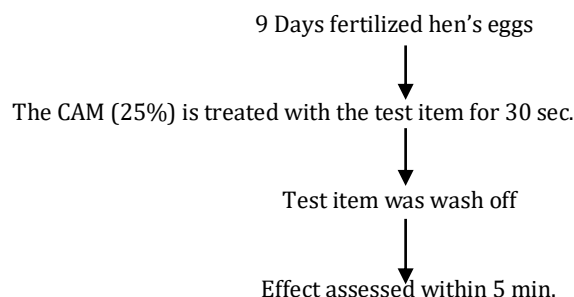 9 Days fertilized hen’s eggs
The CAM (25%) is treated with the test item for 30 sec.
Test item was wash off
Effect assessed within 5 min.